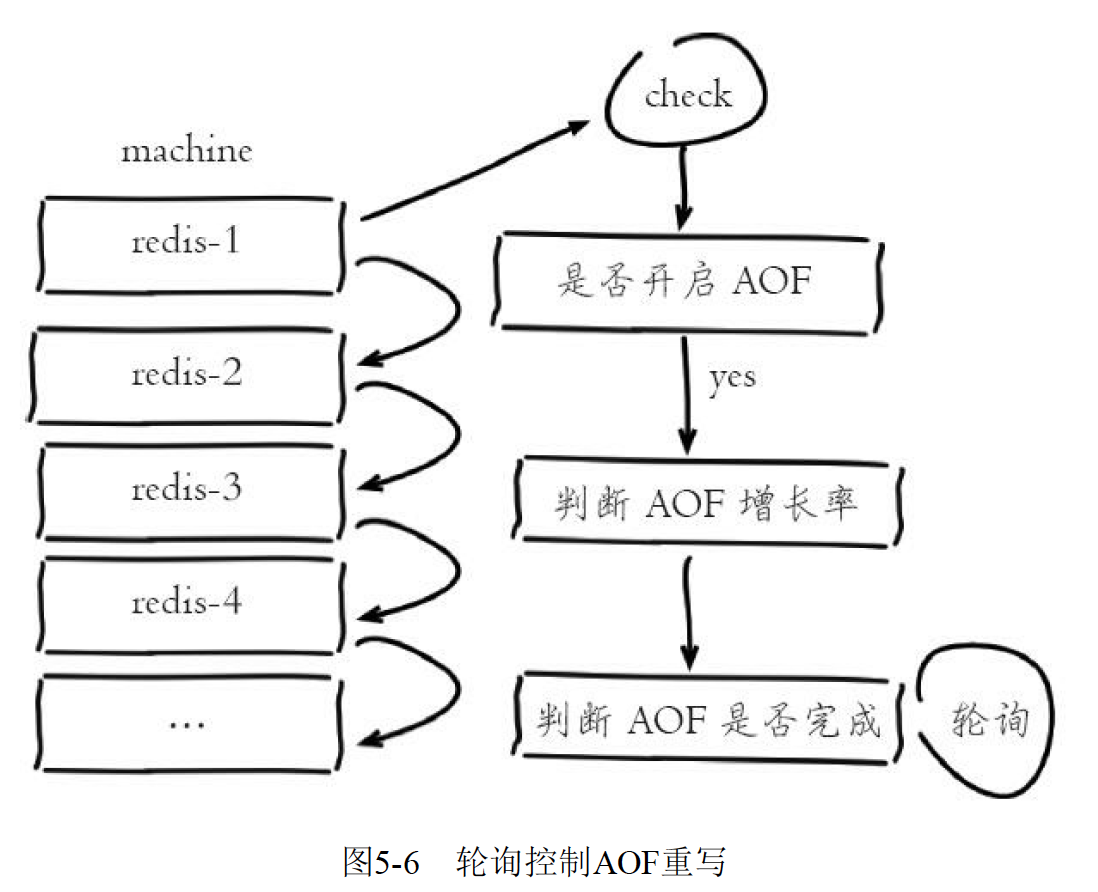 machine
redis-1
redis-2
redis-3
redis-4
…
check
是否开启 AOF
yes
判断 AOF 增长率
判断 AOF 是否完成
轮询
图5-6 轮询控制AOF重写